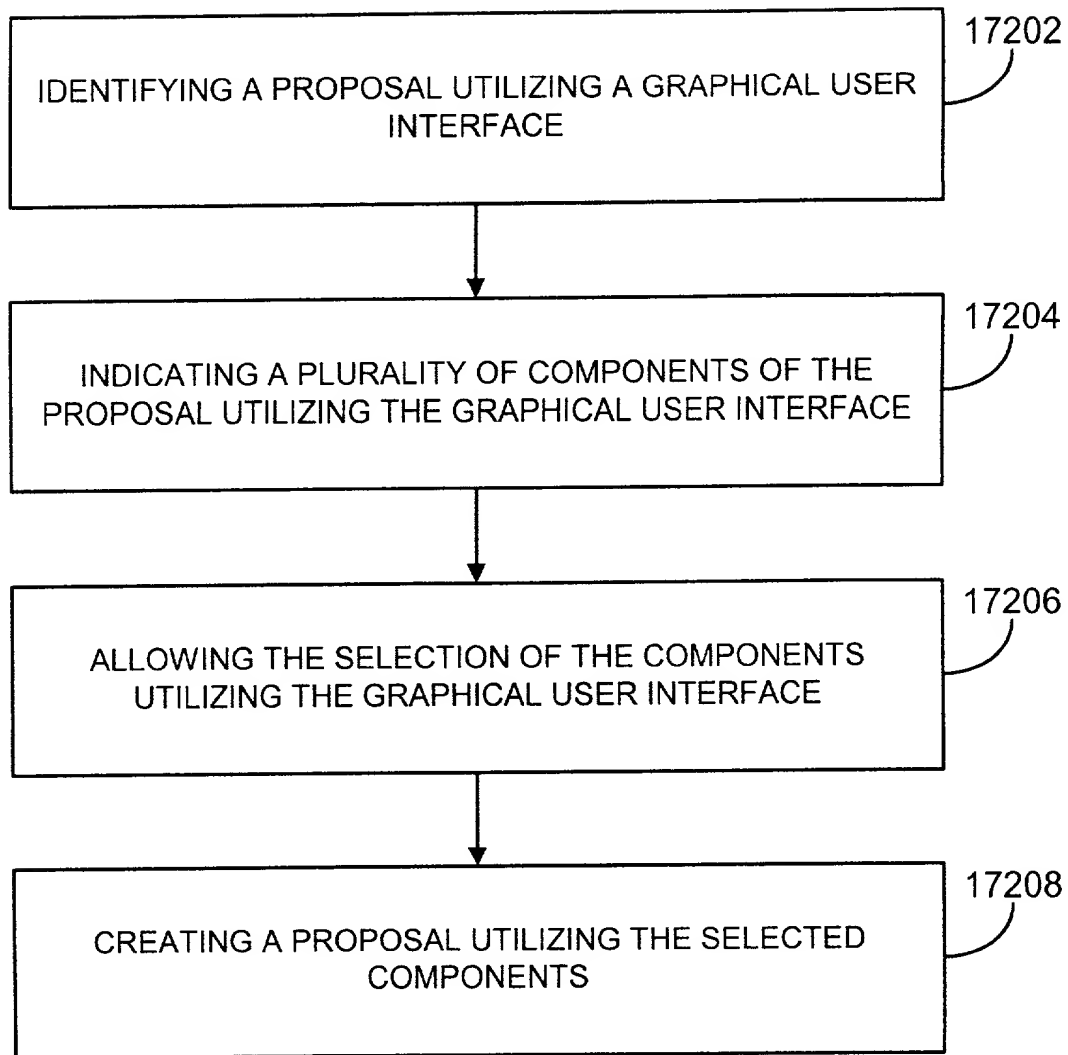 17202
IDENTIFYING A PROPOSAL UTILIZING A GRAPHICAL USER
INTERFACE
17204
INDICATING A PLURALITY OF COMPONENTS OF THE
PROPOSAL UTILIZING THE GRAPHICAL USER INTERFACE
17206
ALLOWING THE SELECTION OF THE COMPONENTS
UTILIZING THE GRAPHICAL USER INTERFACE
17208
CREATING A PROPOSAL UTILIZING THE SELECTED
COMPONENTS